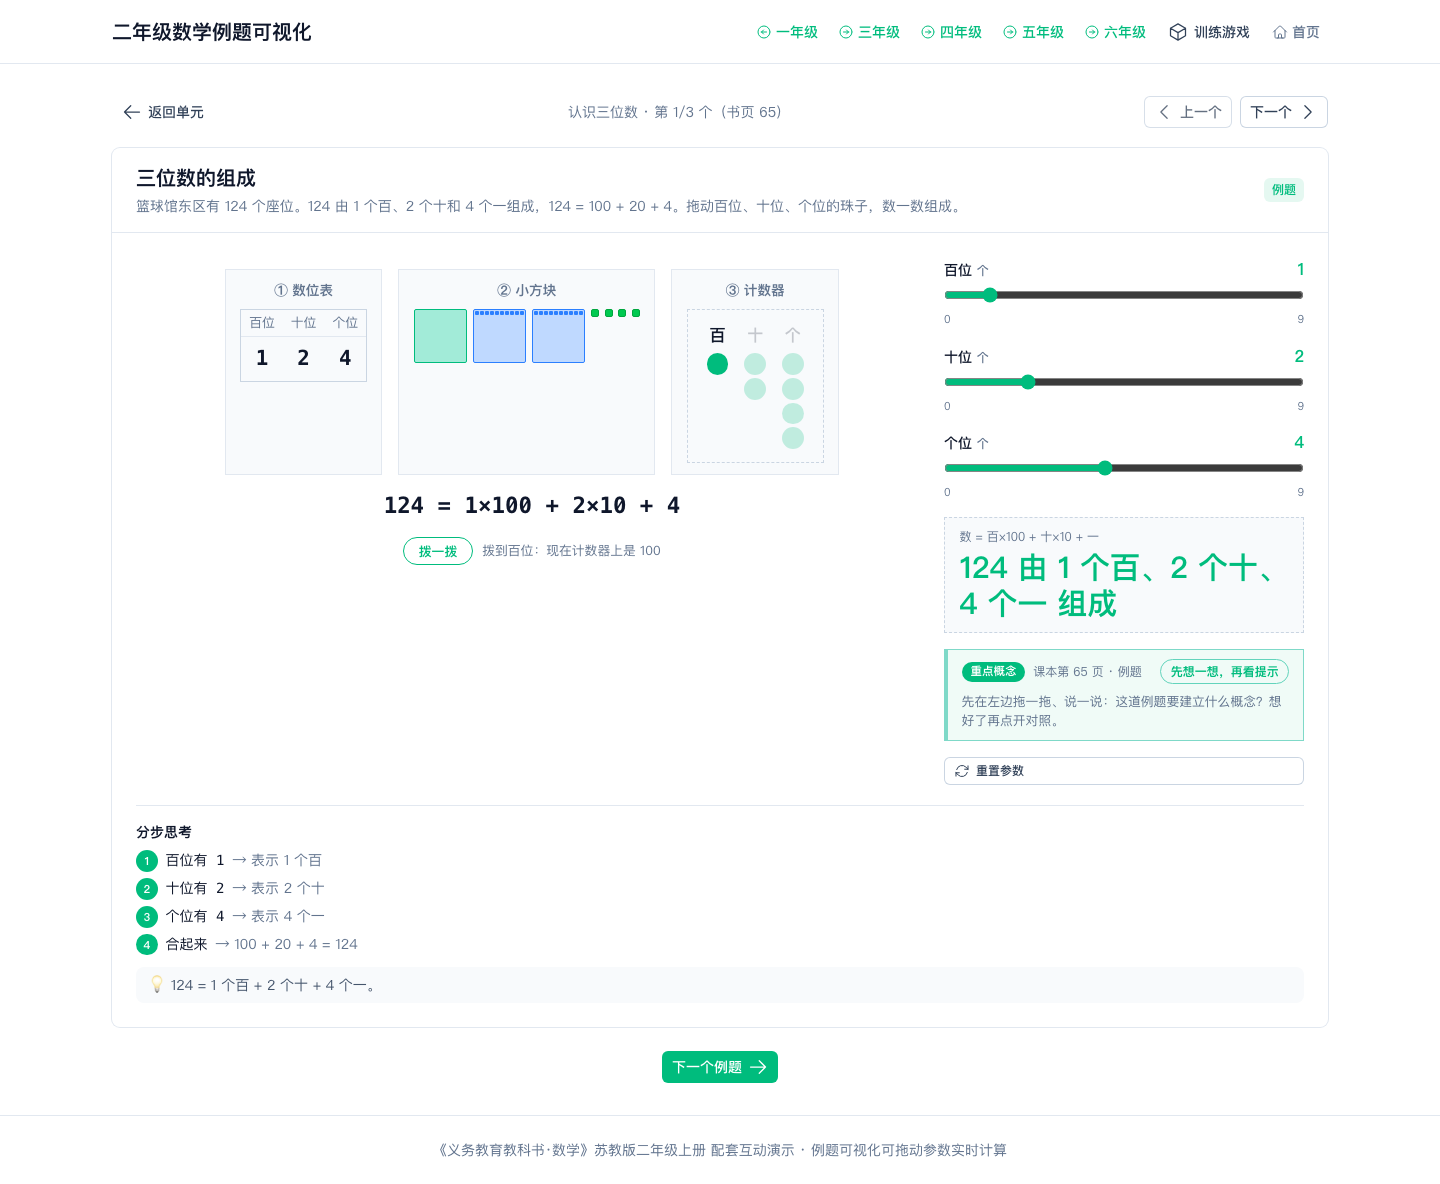 二年级数学例题可视化
一年级 三年级 四年级 五年级 六年级 训练游戏 首页
返回单元
认识三位数 · 第 1/3 个（书页 65）
上一个 下一个
三位数的组成
篮球馆东区有 124 个座位。124 由 1 个百、2 个十和 4 个一组成，124 = 100 + 20 + 4。拖动百位、十位、个位的珠子，数一数组成。
例题
① 数位表
百位 十位 个位
1 2 4
② 小方块
③ 计数器
百 十 个
124 = 1×100 + 2×10 + 4
拨一拨 拨到百位：现在计数器上是 100
百位 个 1
0 9
十位 个 2
0 9
个位 个 4
0 9
数 = 百×100 + 十×10 + 一
124 由 1 个百、2 个十、
4 个一 组成
重点概念 课本第 65 页 · 例题 先想一想，再看提示
先在左边拖一拖、说一说：这道例题要建立什么概念？想
好了再点开对照。
重置参数
分步思考
1 百位有 1 → 表示 1 个百
2 十位有 2 → 表示 2 个十
3 个位有 4 → 表示 4 个一
4 合起来 → 100 + 20 + 4 = 124
124 = 1 个百 + 2 个十 + 4 个一。
下一个例题
《义务教育教科书·数学》苏教版二年级上册 配套互动演示 · 例题可视化可拖动参数实时计算